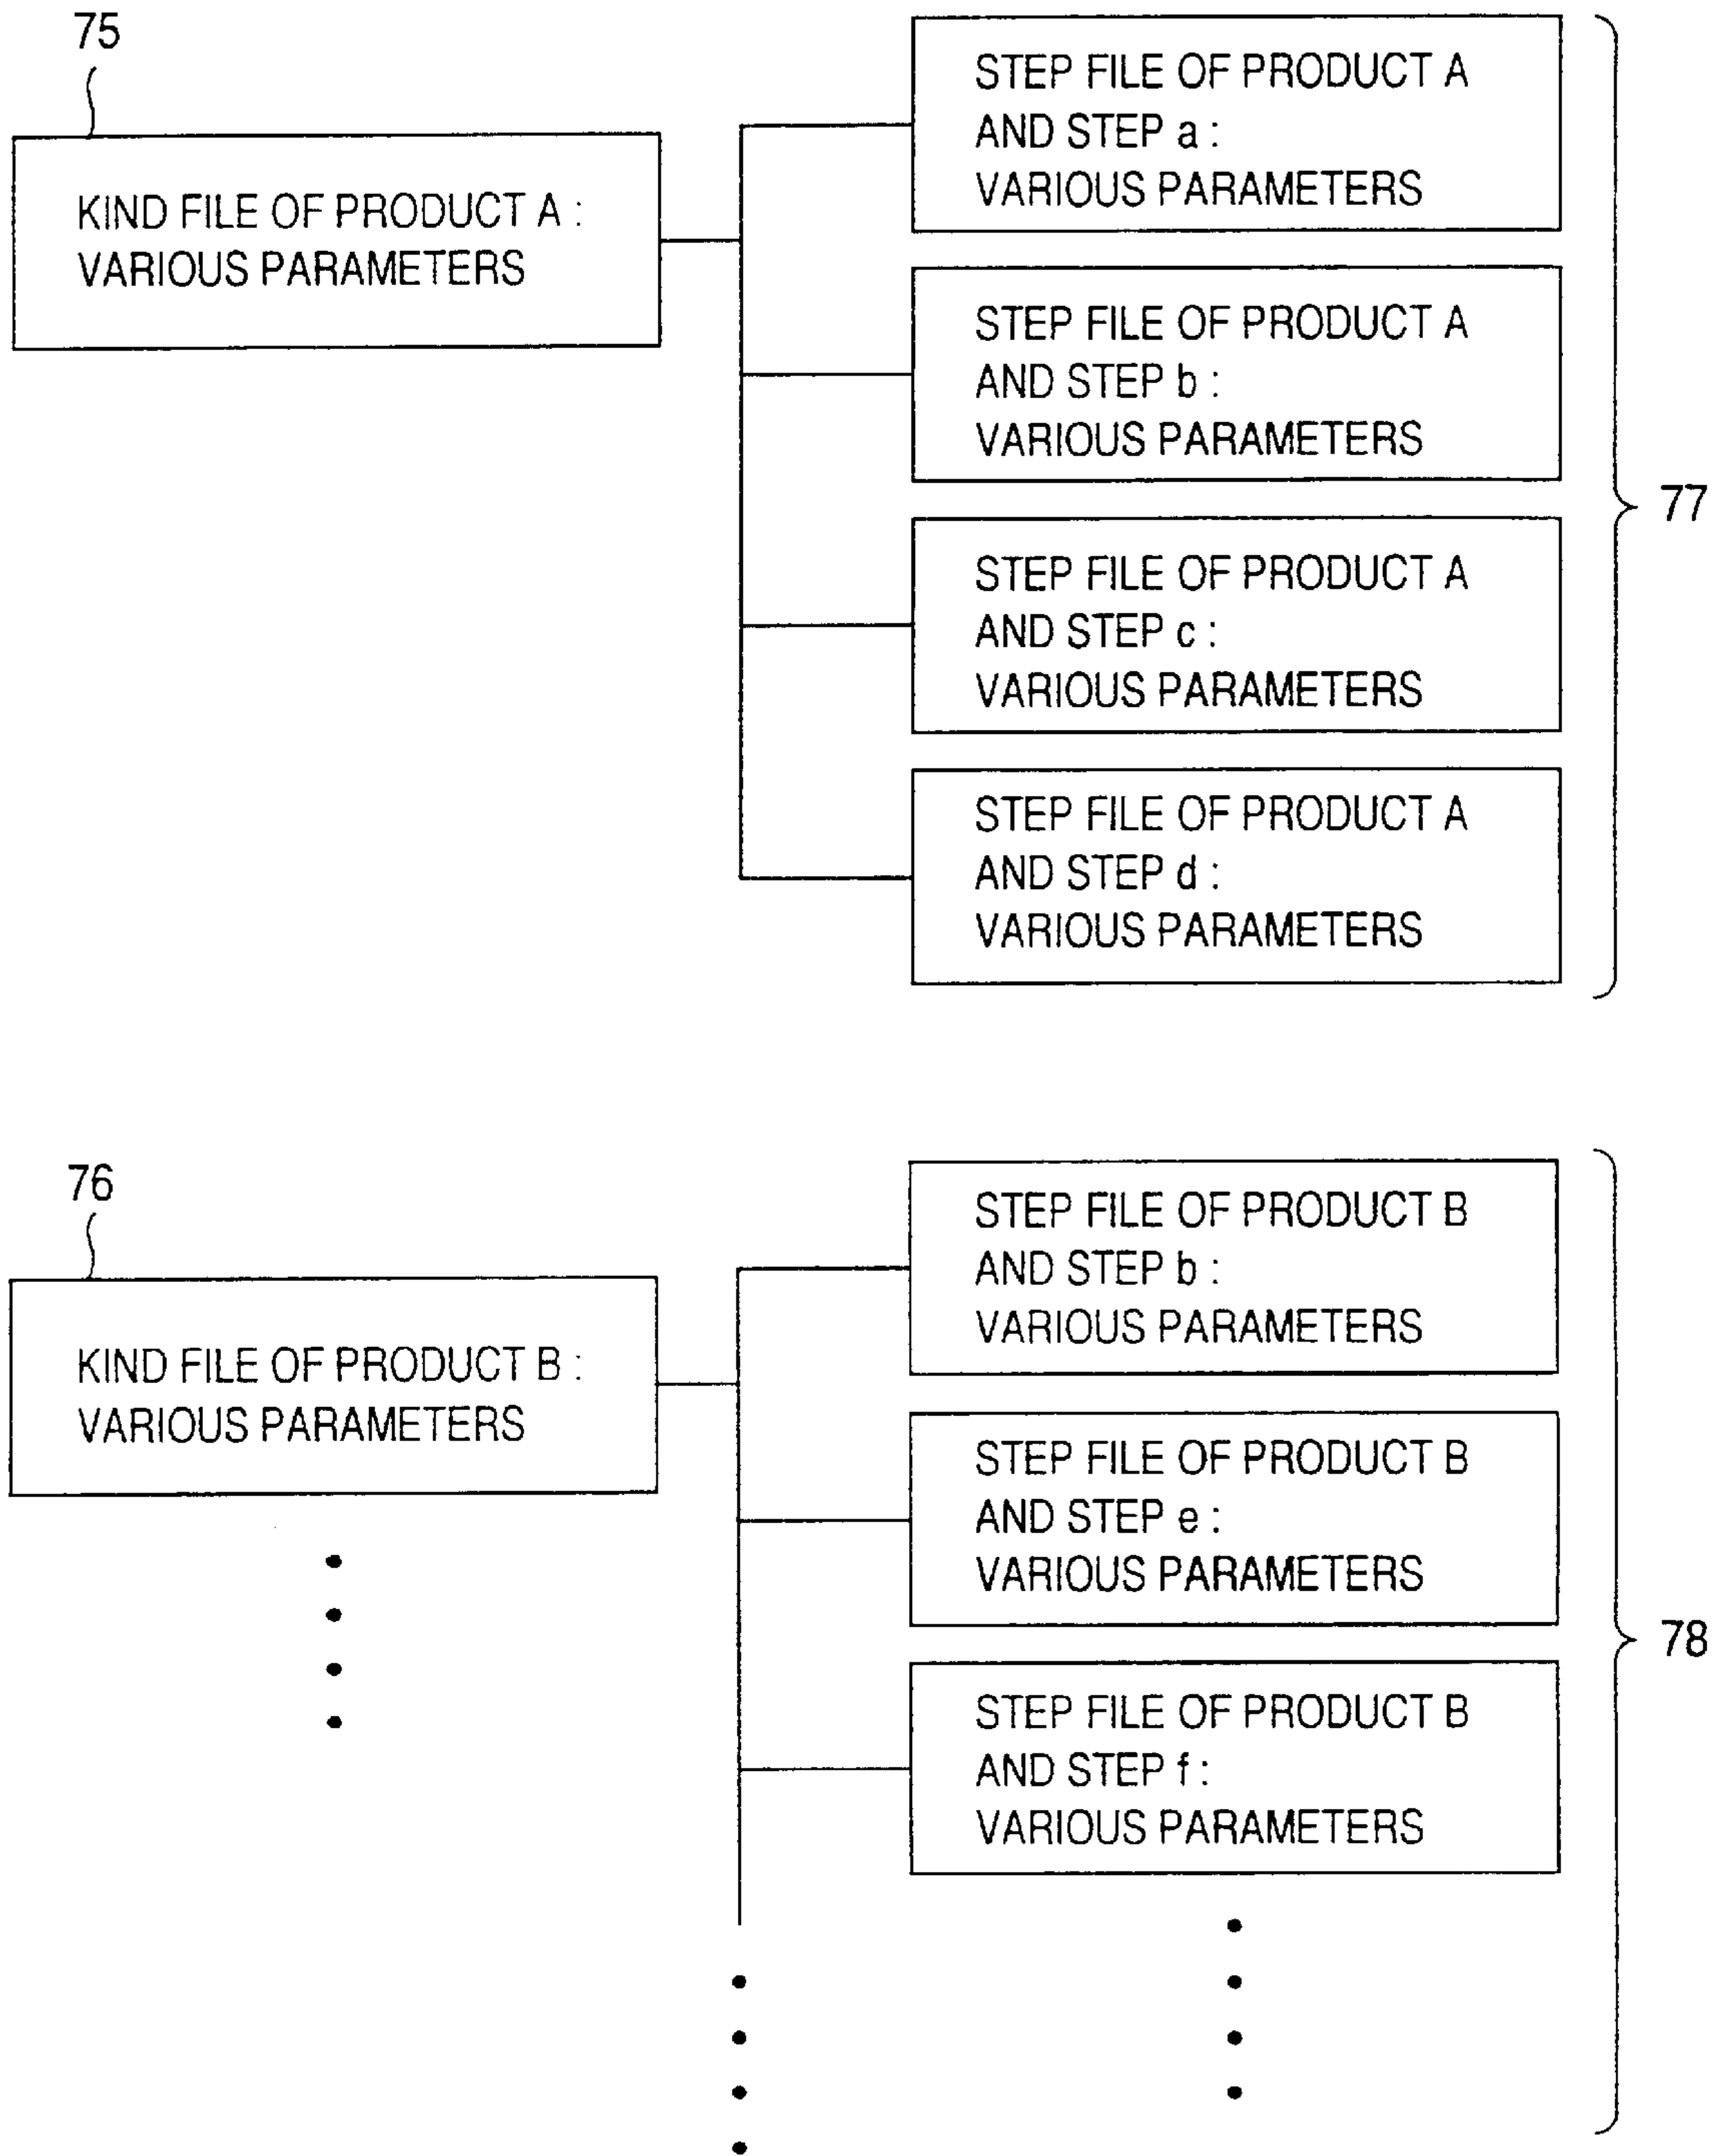 75
KIND FILE OF PRODUCT A :
VARIOUS PARAMETERS
STEP FILE OF PRODUCT A
AND STEP a :
VARIOUS PARAMETERS
STEP FILE OF PRODUCT A
AND STEP b :
VARIOUS PARAMETERS
STEP FILE OF PRODUCT A
AND STEP c :
VARIOUS PARAMETERS
STEP FILE OF PRODUCT A
AND STEP d :
VARIOUS PARAMETERS
77
76
KIND FILE OF PRODUCT B :
VARIOUS PARAMETERS
STEP FILE OF PRODUCT B
AND STEP b :
VARIOUS PARAMETERS
STEP FILE OF PRODUCT B
AND STEP e :
VARIOUS PARAMETERS
STEP FILE OF PRODUCT B
AND STEP f :
VARIOUS PARAMETERS
78